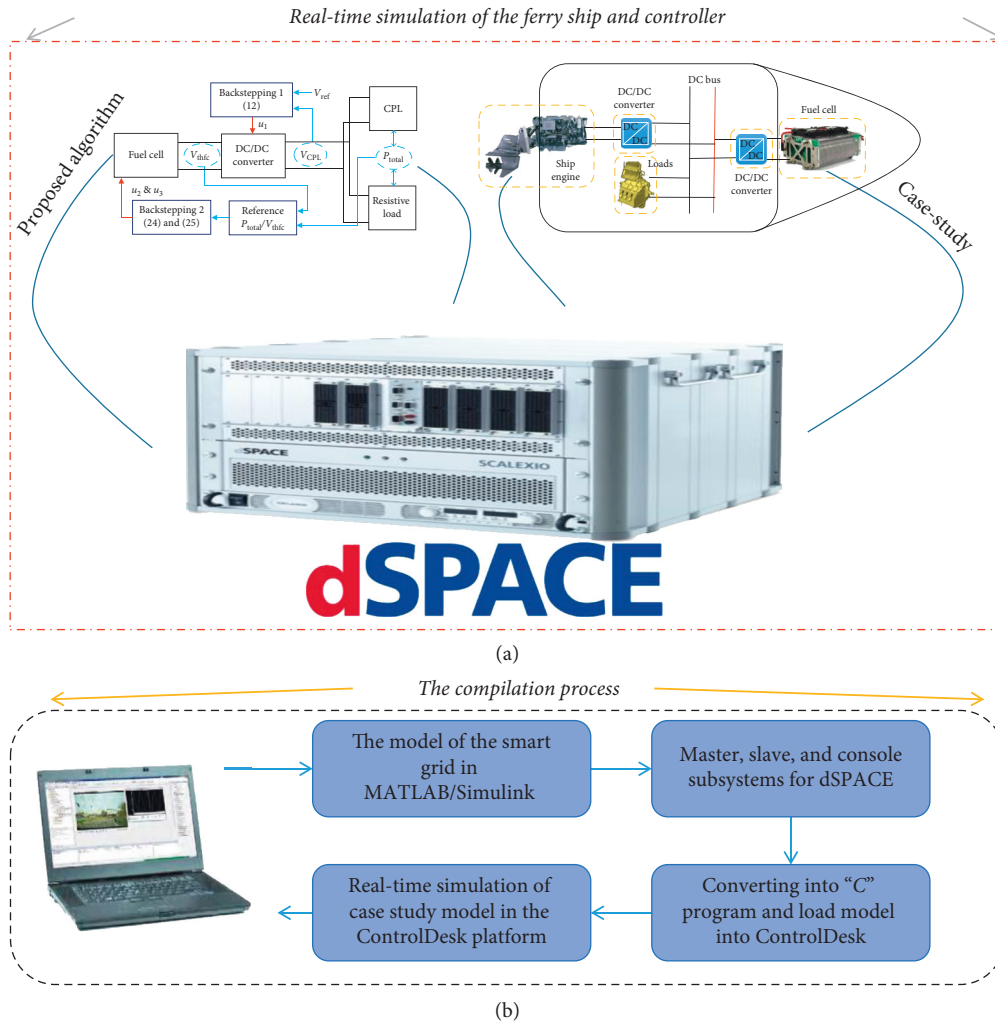 Real-time simulation of the ferry ship and controller
Proposed algorithm
Backstepping 1
(12)
V_ref
u_1
Fuel cell
V_thfc
DC/DC
converter
V_CPL
CPL
P_total
Resistive
load
u_2 & u_3
Backstepping 2
(24) and (25)
Reference
P_total/V_thfc
DC bus
DC/DC
converter
DC
DC
Ship
engine
Loads
Fuel cell
DC
DC
DC/DC
converter
Case-study
dSPACE
SCALEXIO
dSPACE
(a)
The compilation process
The model of the smart
grid in
MATLAB/Simulink
Master, slave, and console
subsystems for dSPACE
Real-time simulation of
case study model in the
ControlDesk platform
Converting into “C”
program and load model
into ControlDesk
(b)